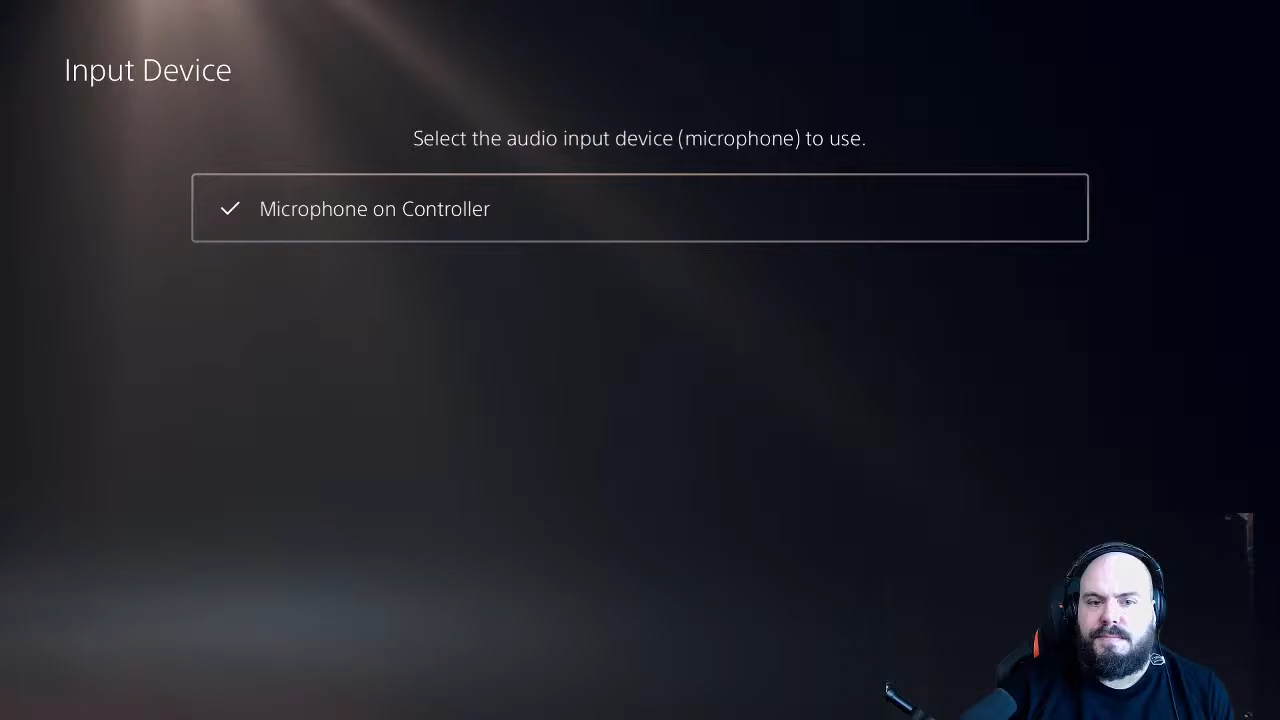 Input Device
Select the audio input device (microphone) to use.
Microphone on Controller